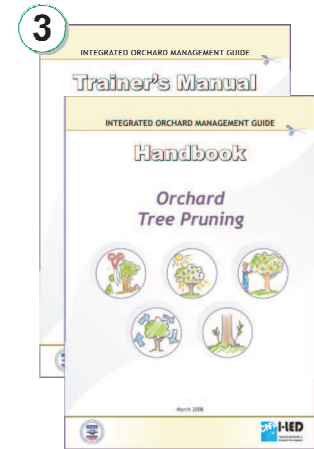 3
INTEGRATED ORCHARD MANAGEMENT GUIDE
Trainer's Manual
INTEGRATED ORCHARD MANAGEMENT GUIDE
Handbook
Orchard
Tree Pruning
March 2008
I-LED